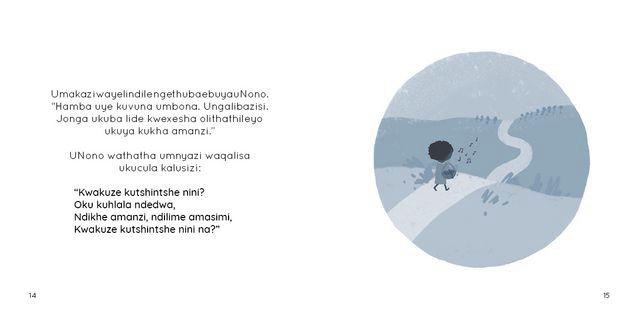 UmakaziwayelindilengethubaebuyauNono.
"Hamba uye kuvuna umbona. Ungalibazisi.
Jonga ukuba lide kwexesha olithathileyo
ukuya kukha amanzi."
UNono wathatha umnyazi waqalisa
ukucula kalusizi:
"Kwakuze kutshintshe nini?
Oku kuhlala ndedwa,
Ndikhe amanzi, ndilime amasimi,
Kwakuze kutshintshe nini na?"
14
15